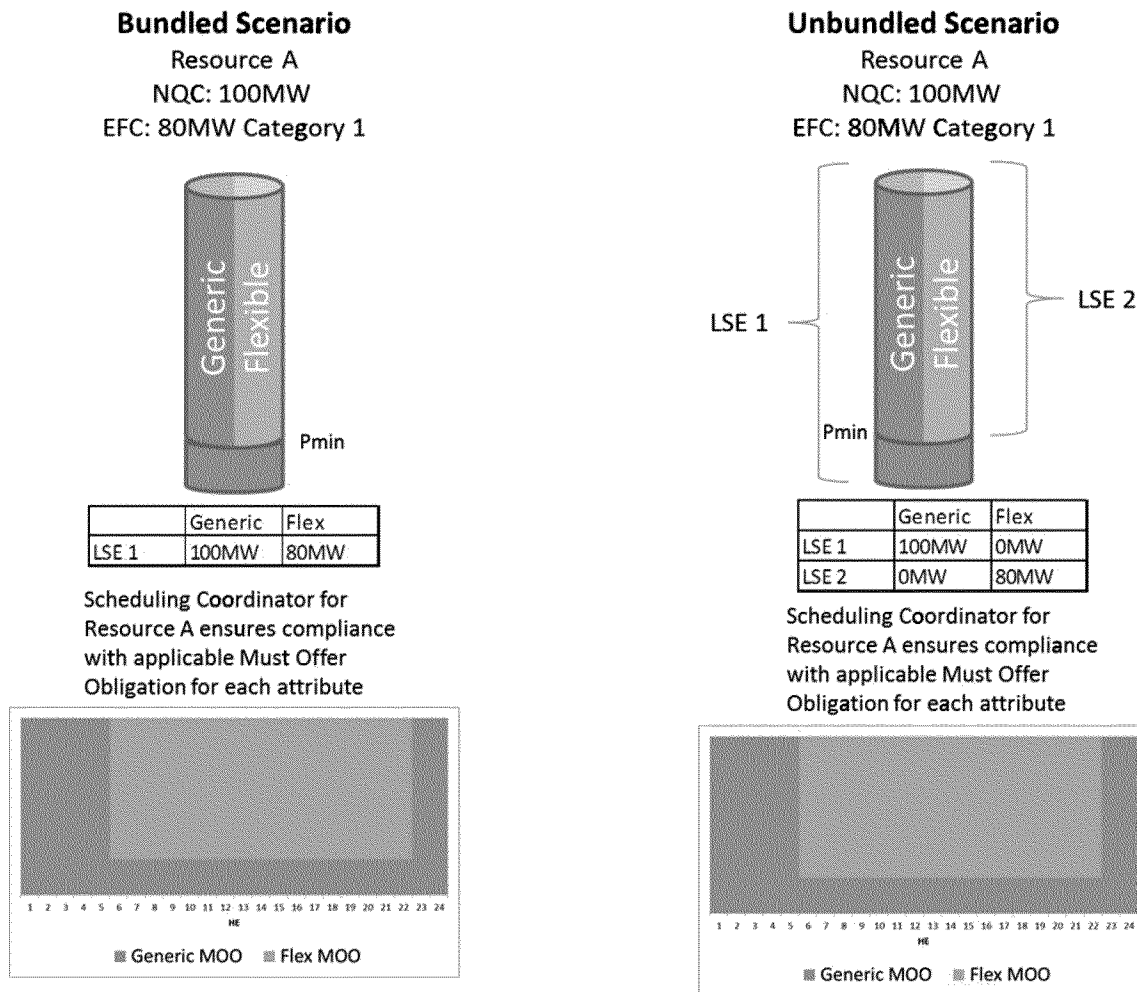 Bundled Scenario
Resource A
NQC: 100MW
EFC: 80MW Category 1
Generic
Flexible
Pmin
Generic Flex
LSE 1 100MW 80MW
Scheduling Coordinator for
Resource A ensures compliance
with applicable Must Offer
Obligation for each attribute
1 2 3 4 5 6 7 8 9 10 11 12 13 14 15 16 17 18 19 20 21 22 23 24
HE
Generic MOO Flex MOO
Unbundled Scenario
Resource A
NQC: 100MW
EFC: 80MW Category 1
LSE 1
Generic
Flexible
LSE 2
Pmin
Generic Flex
LSE 1 100MW 0MW
LSE 2 0MW 80MW
Scheduling Coordinator for
Resource A ensures compliance
with applicable Must Offer
Obligation for each attribute
1 2 3 4 5 6 7 8 9 10 11 12 13 14 15 16 17 18 19 20 21 22 23 24
HE
Generic MOO Flex MOO